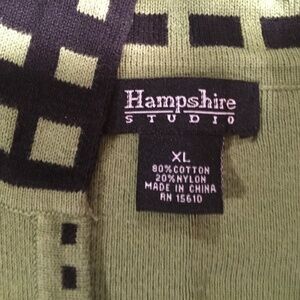 Hampshire
STUDIO
XL
80%COTTON
20%NYLON
MADE IN CHINA
RN 15610